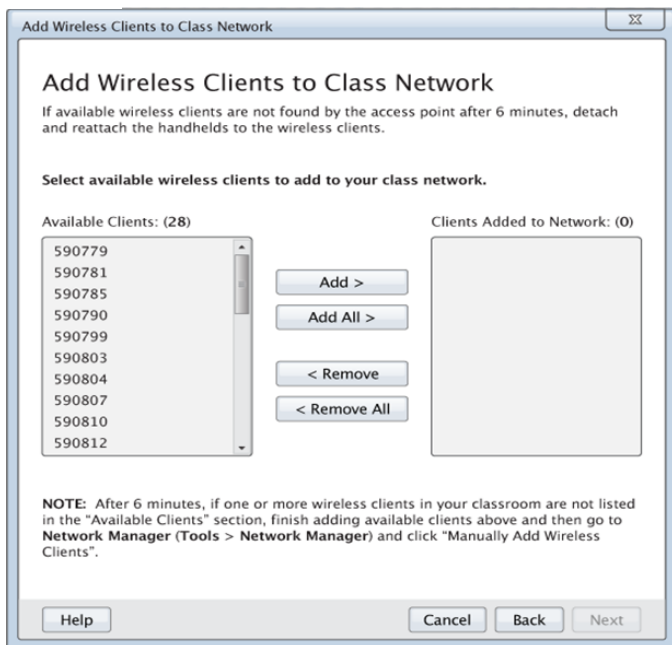 Add Wireless Clients to Class Network
Add Wireless Clients to Class Network
If available wireless clients are not found by the access point after 6 minutes, detach
and reattach the handhelds to the wireless clients.
Select available wireless clients to add to your class network.
Available Clients: (28)
Clients Added to Network: (0)
590779
590781
590785
590790
590799
590803
590804
590807
590810
590812
Add >
Add All >
< Remove
< Remove All
NOTE: After 6 minutes, if one or more wireless clients in your classroom are not listed
in the “Available Clients” section, finish adding available clients above and then go to
Network Manager (Tools > Network Manager) and click “Manually Add Wireless
Clients”.
Help
Cancel
Back
Next